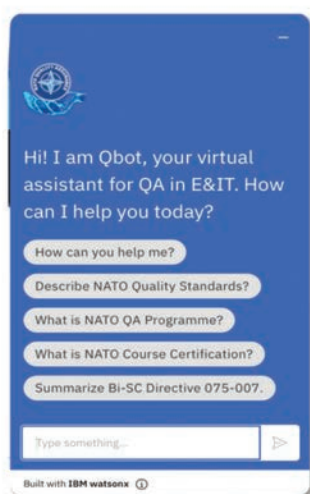 Hi! I am Qbot, your virtual
assistant for QA in E&IT. How
can I help you today?
How can you help me?
Describe NATO Quality Standards?
What is NATO QA Programme?
What is NATO Course Certification?
Summarize Bi-SC Directive 075-007.
Type something...
Built with IBM watsonx